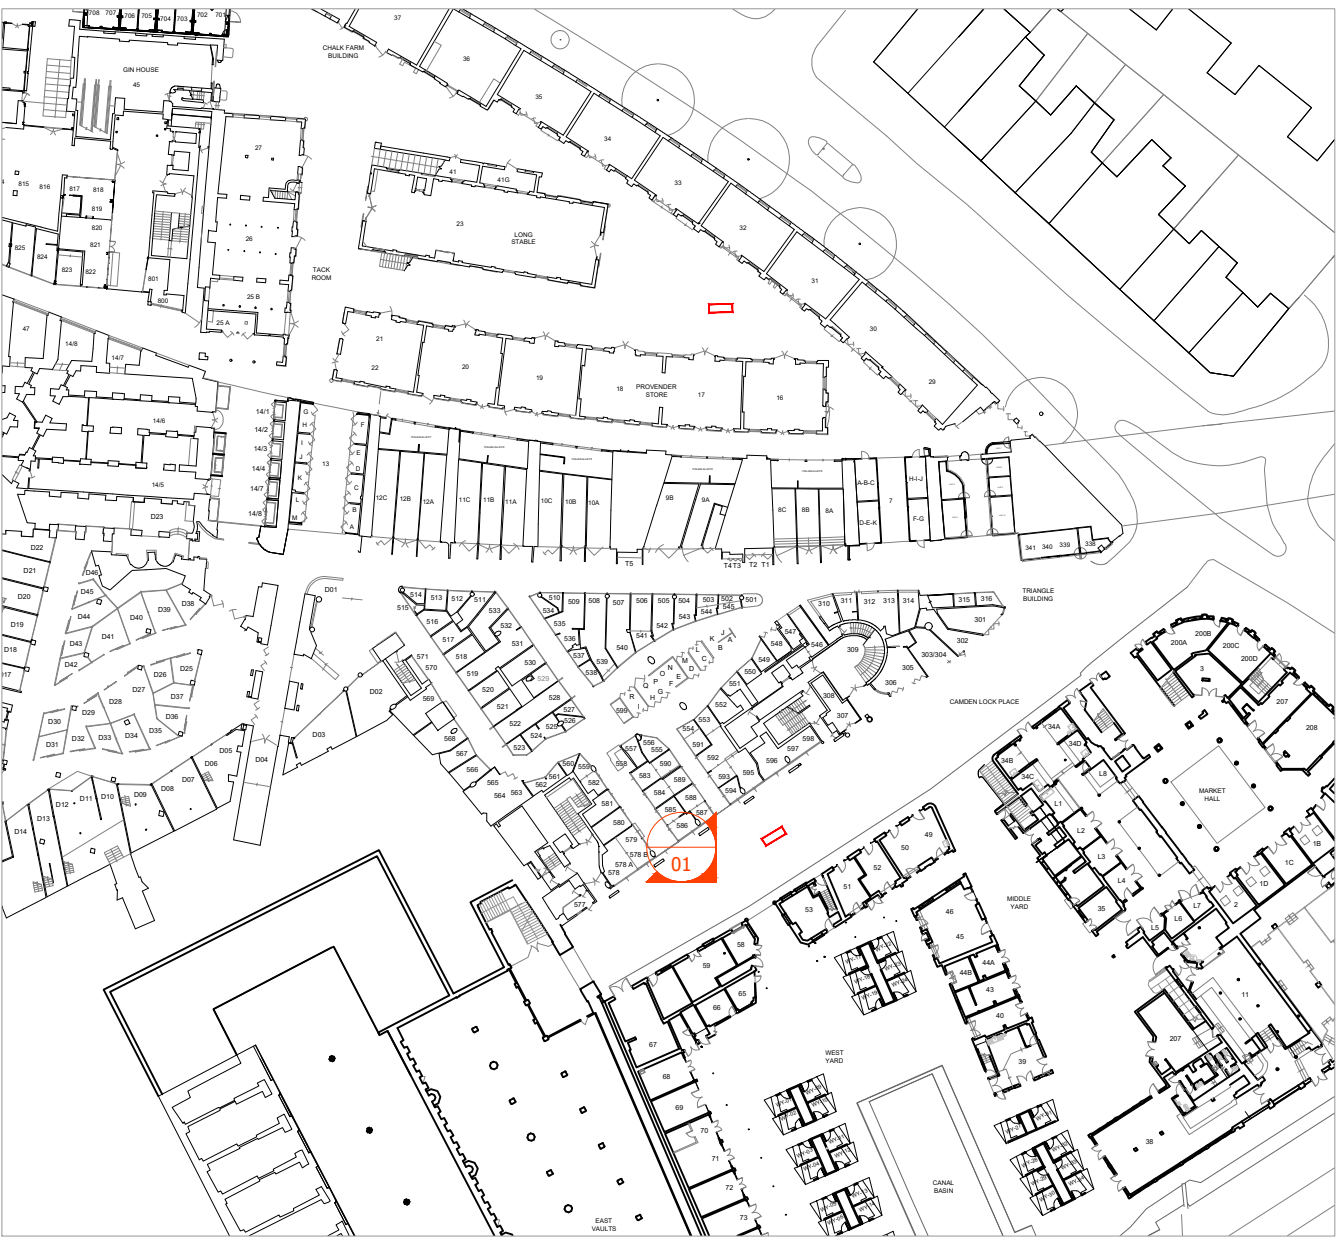 708 707 706 705 704 703 702 701
37
CHALK FARM
BUILDING
36
GIN HOUSE
45
35
34
27
41
41G
33
815 816 817 818
819
820
23
LONG
STABLE
32
26
821
825 824 823 822 801
800
TACK
ROOM
31
25 B
25 A
30
47
14/8
14/7
21
22
20
19
18
PROVENDER
STORE
17
16
29
14/6
14/1
14/2
14/3
14/4
14/7
14/8
14/5
G
H
I
J
K
L
M
13
F
E
D
C
B
A
12C 12B 12A
11C 11B 11A
10C 10B 10A
9B 9A
8C 8B 8A
A-B-C
D-E-K
7
H-I-J
F-G
D23
341 340 339 338
T5
T4 T3 T2 T1
D22
D21
D20
D19
D18
D17
D46
D45
D44
D43
D42
D41
D40
D39
D38
D01
TRIANGLE
BUILDING
515 514 513 512 511
516
517
518
519
520
521
522
523
533
532
531
530
529
528
527
526
525
524
510 509 508 507 506 505 504 503 502 501
534
535
536
537
538
539
540
541
542
543
544
545
K J
L A
B
M C
N D
O E
P F
Q G
R H
I
599
310 311 312 313 314 315 316
301
302
303/304
305
306
309
308
307
546
547
548
549
550
551
552
553
554
571
570
569
568
567
566
565
564
563
562
561
560
559
D25
D26
D27
D28
D29
D30
D31
D32
D33
D34
D35
D36
D37
D02
D03
D04
D05
D06
D07
D08
D09
D10
D11
D12
D13
D14
556
557
558
555
590
589
588
587
583
584
585
586
591
592
593
594
595
596
597
598
582
581
580
579
578 B
578 A
578
577
01
CAMDEN LOCK PLACE
200A
200B
200C
200D
3
207
208
34A
34B
34C
34D
L8
L1
L2
L3
L4
35
L5
L6
L7
2
1D
1C
1B
MARKET
HALL
49
50
52
51
53
MIDDLE
YARD
46
45
44A
44B
43
40
39
11
207
38
58
59
65
66
67
68
69
70
71
72
73
WEST
YARD
CANAL
BASIN
EAST
VAULTS